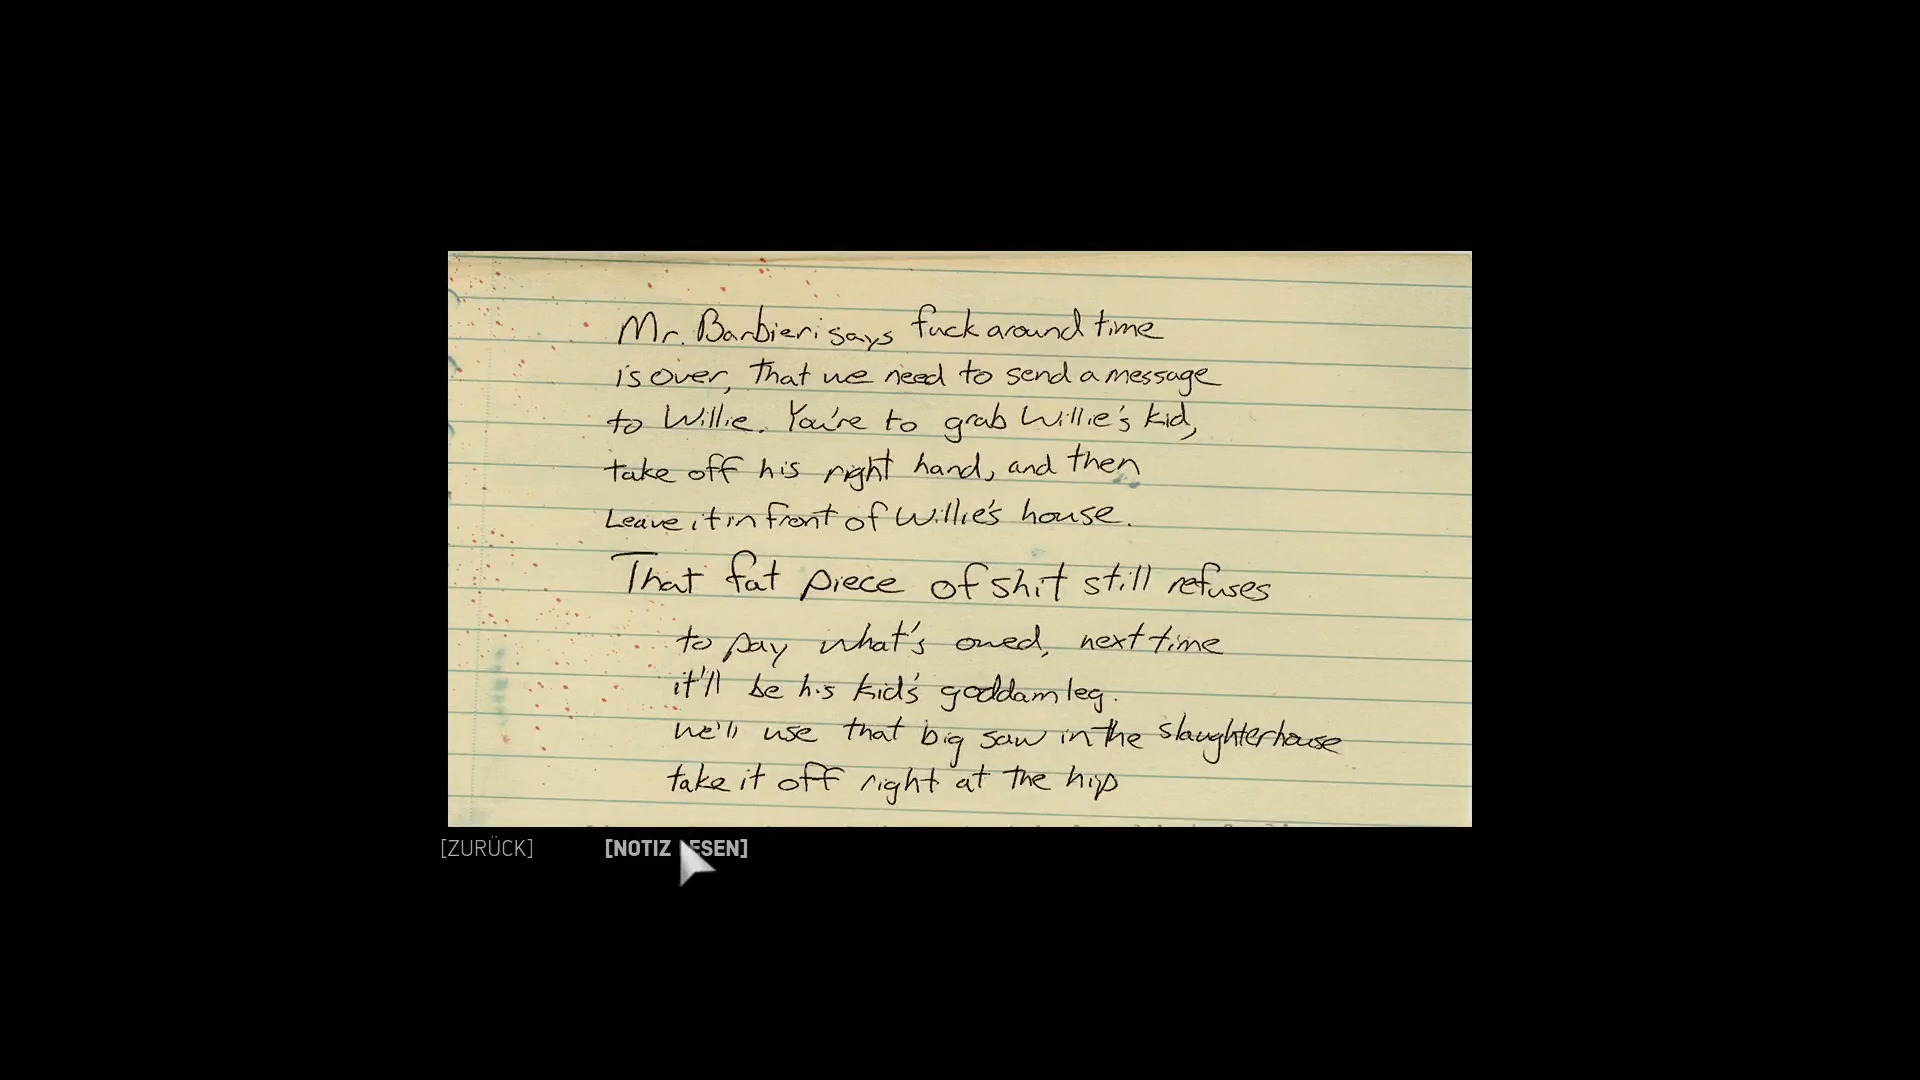 Mr. Barbieri says fuck around time
is over, that we need to send a message
to Willie. You're to grab Willie's kid,
take off his right hand, and then
Leave it in front of Willie's house.
That fat piece of shit still refuses
to pay what's owed, next time
it'll be his kid's goddam leg.
we'll use that big saw in the slaughterhouse
take it off right at the hip
[ZURÜCK] [NOTIZ LESEN]